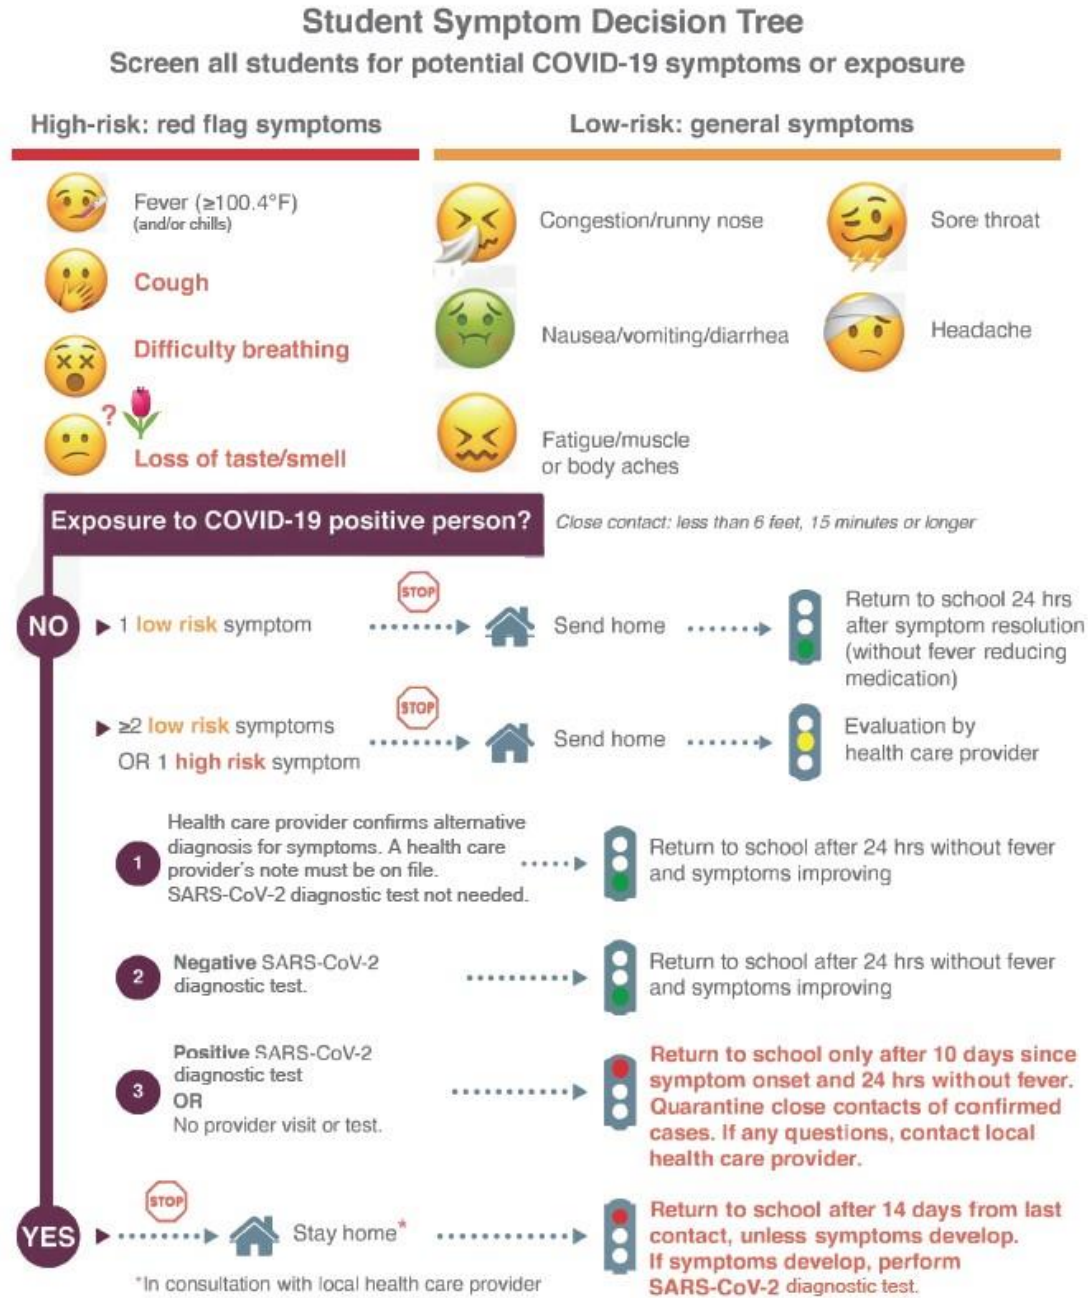 Student Symptom Decision Tree
Screen all students for potential COVID-19 symptoms or exposure
High-risk: red flag symptoms
Fever (≥100.4°F)
(and/or chills)
Cough
Difficulty breathing
?
Loss of taste/smell
Low-risk: general symptoms
Congestion/runny nose
Sore throat
Nausea/vomiting/diarrhea
Headache
Fatigue/muscle
or body aches
Exposure to COVID-19 positive person?
Close contact: less than 6 feet, 15 minutes or longer
NO
1 low risk symptom
STOP
Send home
Return to school 24 hrs
after symptom resolution
(without fever reducing
medication)
≥2 low risk symptoms
OR 1 high risk symptom
STOP
Send home
Evaluation by
health care provider
1
Health care provider confirms alternative
diagnosis for symptoms. A health care
provider's note must be on file.
SARS-CoV-2 diagnostic test not needed.
Return to school after 24 hrs without fever
and symptoms improving
2
Negative SARS-CoV-2
diagnostic test.
Return to school after 24 hrs without fever
and symptoms improving
3
Positive SARS-CoV-2
diagnostic test
OR
No provider visit or test.
Return to school only after 10 days since
symptom onset and 24 hrs without fever.
Quarantine close contacts of confirmed
cases. If any questions, contact local
health care provider.
YES
STOP
Stay home*
Return to school after 14 days from last
contact, unless symptoms develop.
If symptoms develop, perform
SARS-CoV-2 diagnostic test.
*In consultation with local health care provider